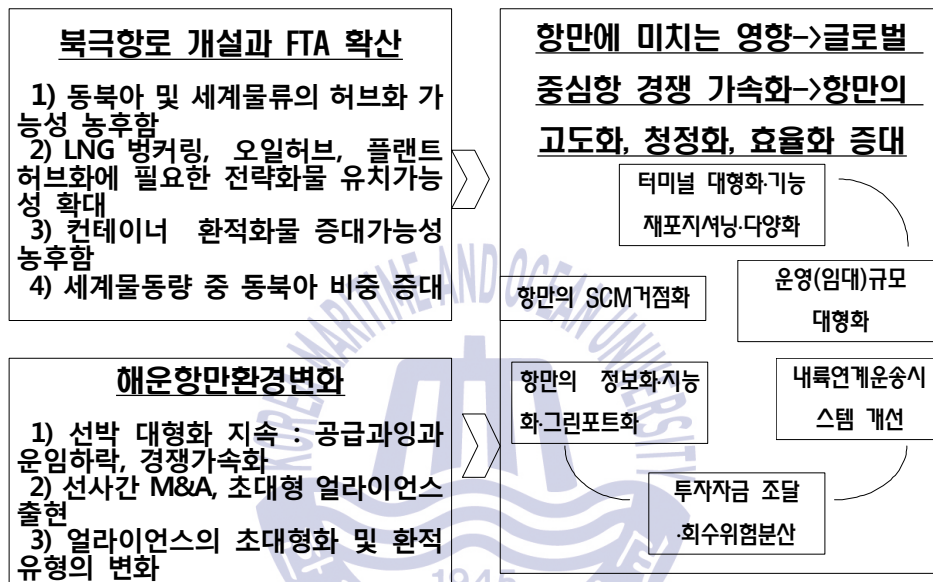 북극항로 개설과 FTA 확산
1) 동북아 및 세계물류의 허브화 가
능성 농후함
2) LNG 벙커링, 오일허브, 플랜트
허브화에 필요한 전략화물 유치가능
성 확대
3) 컨테이너 환적화물 증대가능성
농후함
4) 세계물동량 중 동북아 비중 증대
해운항만환경변화
1) 선박 대형화 지속 : 공급과잉과
운임하락, 경쟁가속화
2) 선사간 M&A, 초대형 얼라이언스
출현
3) 얼라이언스의 초대형화 및 환적
유형의 변화
항만에 미치는 영향->글로벌
중심항 경쟁 가속화->항만의
고도화, 청정화, 효율화 증대
터미널 대형화·기능
재포지셔닝·다양화
항만의 SCM거점화
운영(임대)규모
대형화
항만의 정보화·지능
화·그린포트화
내륙연계운송시
스템 개선
투자자금 조달
·회수위험분산
KOREA MARITIME AND OCEAN UNIVERSITY
1945